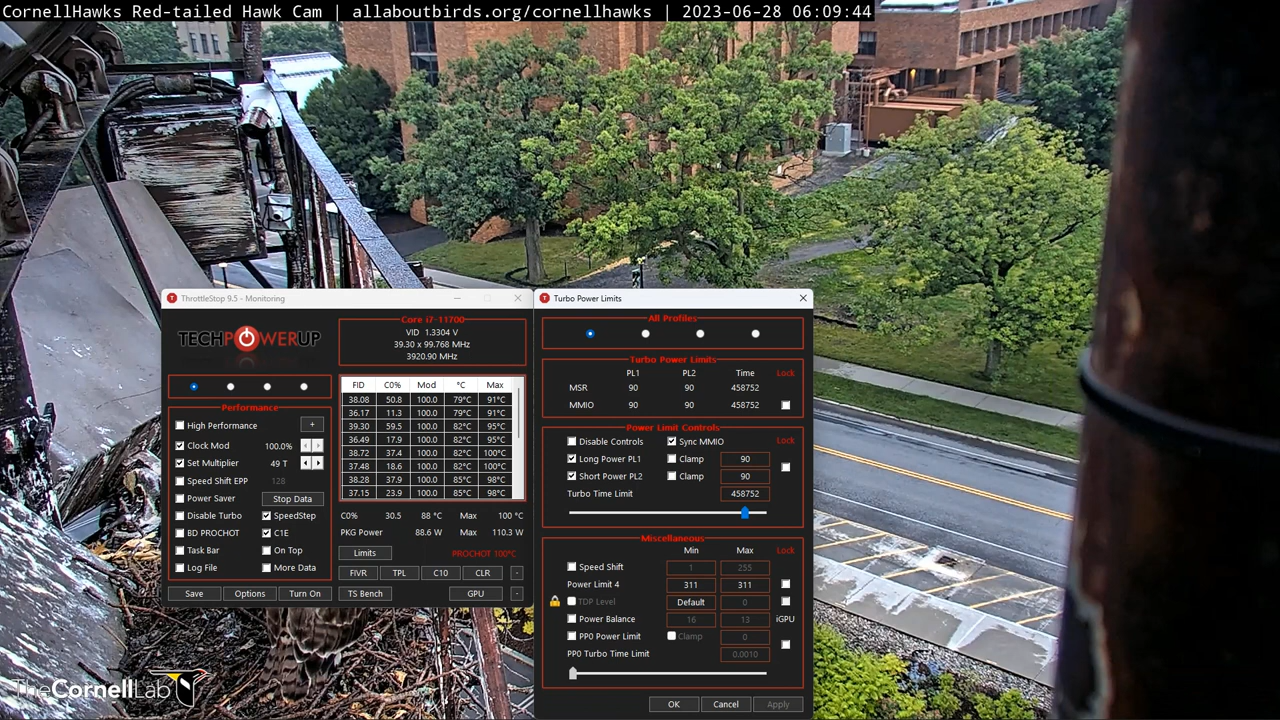 CornellHawks Red-tailed Hawk Cam | allaboutbirds.org/cornellhawks | 2023-06-28 06:09:44
ThrottleStop 9.5 - Monitoring
TECHPOWERUP
Core i7-11700
VID 1.3304 V
39.30 x 99.768 MHz
3920.90 MHz
FID C0% Mod °C Max
38.08 50.8 100.0 79°C 91°C
36.17 11.3 100.0 79°C 91°C
39.30 59.5 100.0 82°C 95°C
36.49 17.9 100.0 82°C 95°C
38.72 37.4 100.0 82°C 100°C
37.48 18.6 100.0 82°C 100°C
38.28 37.9 100.0 85°C 98°C
37.15 23.9 100.0 85°C 98°C
Performance
High Performance +
Clock Mod 100.0%
Set Multiplier 49 T
Speed Shift EPP 128
Power Saver Stop Data
Disable Turbo SpeedStep
BD PROCHOT C1E
Task Bar On Top
Log File More Data
C0% 30.5 88 °C Max 100 °C
PKG Power 88.6 W Max 110.3 W
Limits PROCHOT 100°C
FIVR TPL C10 CLR -
Save Options Turn On TS Bench GPU -
Turbo Power Limits
All Profiles
Turbo Power Limits
PL1 PL2 Time Lock
MSR 90 90 458752
MMIO 90 90 458752
Power Limit Controls
Disable Controls Sync MMIO Lock
Long Power PL1 Clamp 90
Short Power PL2 Clamp 90
Turbo Time Limit 458752
Miscellaneous
Min Max Lock
Speed Shift 1 255
Power Limit 4 311 311
TDP Level Default 0
Power Balance 16 13 iGPU
PP0 Power Limit Clamp 0
PP0 Turbo Time Limit 0.0010
OK Cancel Apply
TheCornellLab